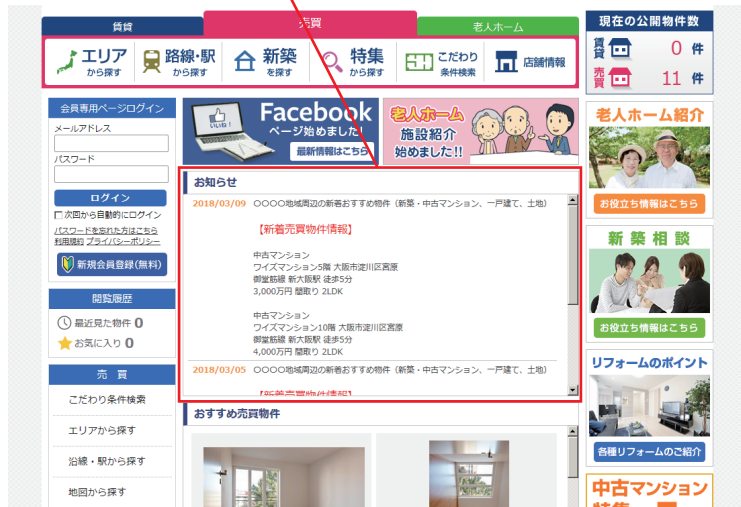 賃貸
売買
老人ホーム
エリア
から探す
路線・駅
から探す
新築
を探す
特集
から探す
こだわり
条件検索
店舗情報
現在の公開物件数
賃貸 0 件
売買 11 件
会員専用ページログイン
メールアドレス
パスワード
ログイン
次回から自動的にログイン
パスワードを忘れた方はこちら
利用規約 プライバシーポリシー
新規会員登録(無料)
閲覧履歴
最近見た物件 0
お気に入り 0
売 買
こだわり条件検索
エリアから探す
沿線・駅から探す
地図から探す
いいね!
Facebook
ページ始めました!
最新情報はこちら
老人ホーム
施設紹介
始めました!!
お知らせ
2018/03/09 〇〇〇〇地域周辺の新着おすすめ物件（新築・中古マンション、一戸建て、土地）
【新着売買物件情報】
中古マンション
ワイズマンション5階 大阪市淀川区宮原
御堂筋線 新大阪駅 徒歩5分
3,000万円 間取り 2LDK
中古マンション
ワイズマンション10階 大阪市淀川区宮原
御堂筋線 新大阪駅 徒歩5分
4,000万円 間取り 2LDK
2018/03/05 〇〇〇〇地域周辺の新着おすすめ物件（新築・中古マンション、一戸建て、土地）
【新着売買物件情報】
おすすめ売買物件
老人ホーム紹介
お役立ち情報はこちら
新築相談
お役立ち情報はこちら
リフォームのポイント
各種リフォームのご紹介
中古マンション
特集